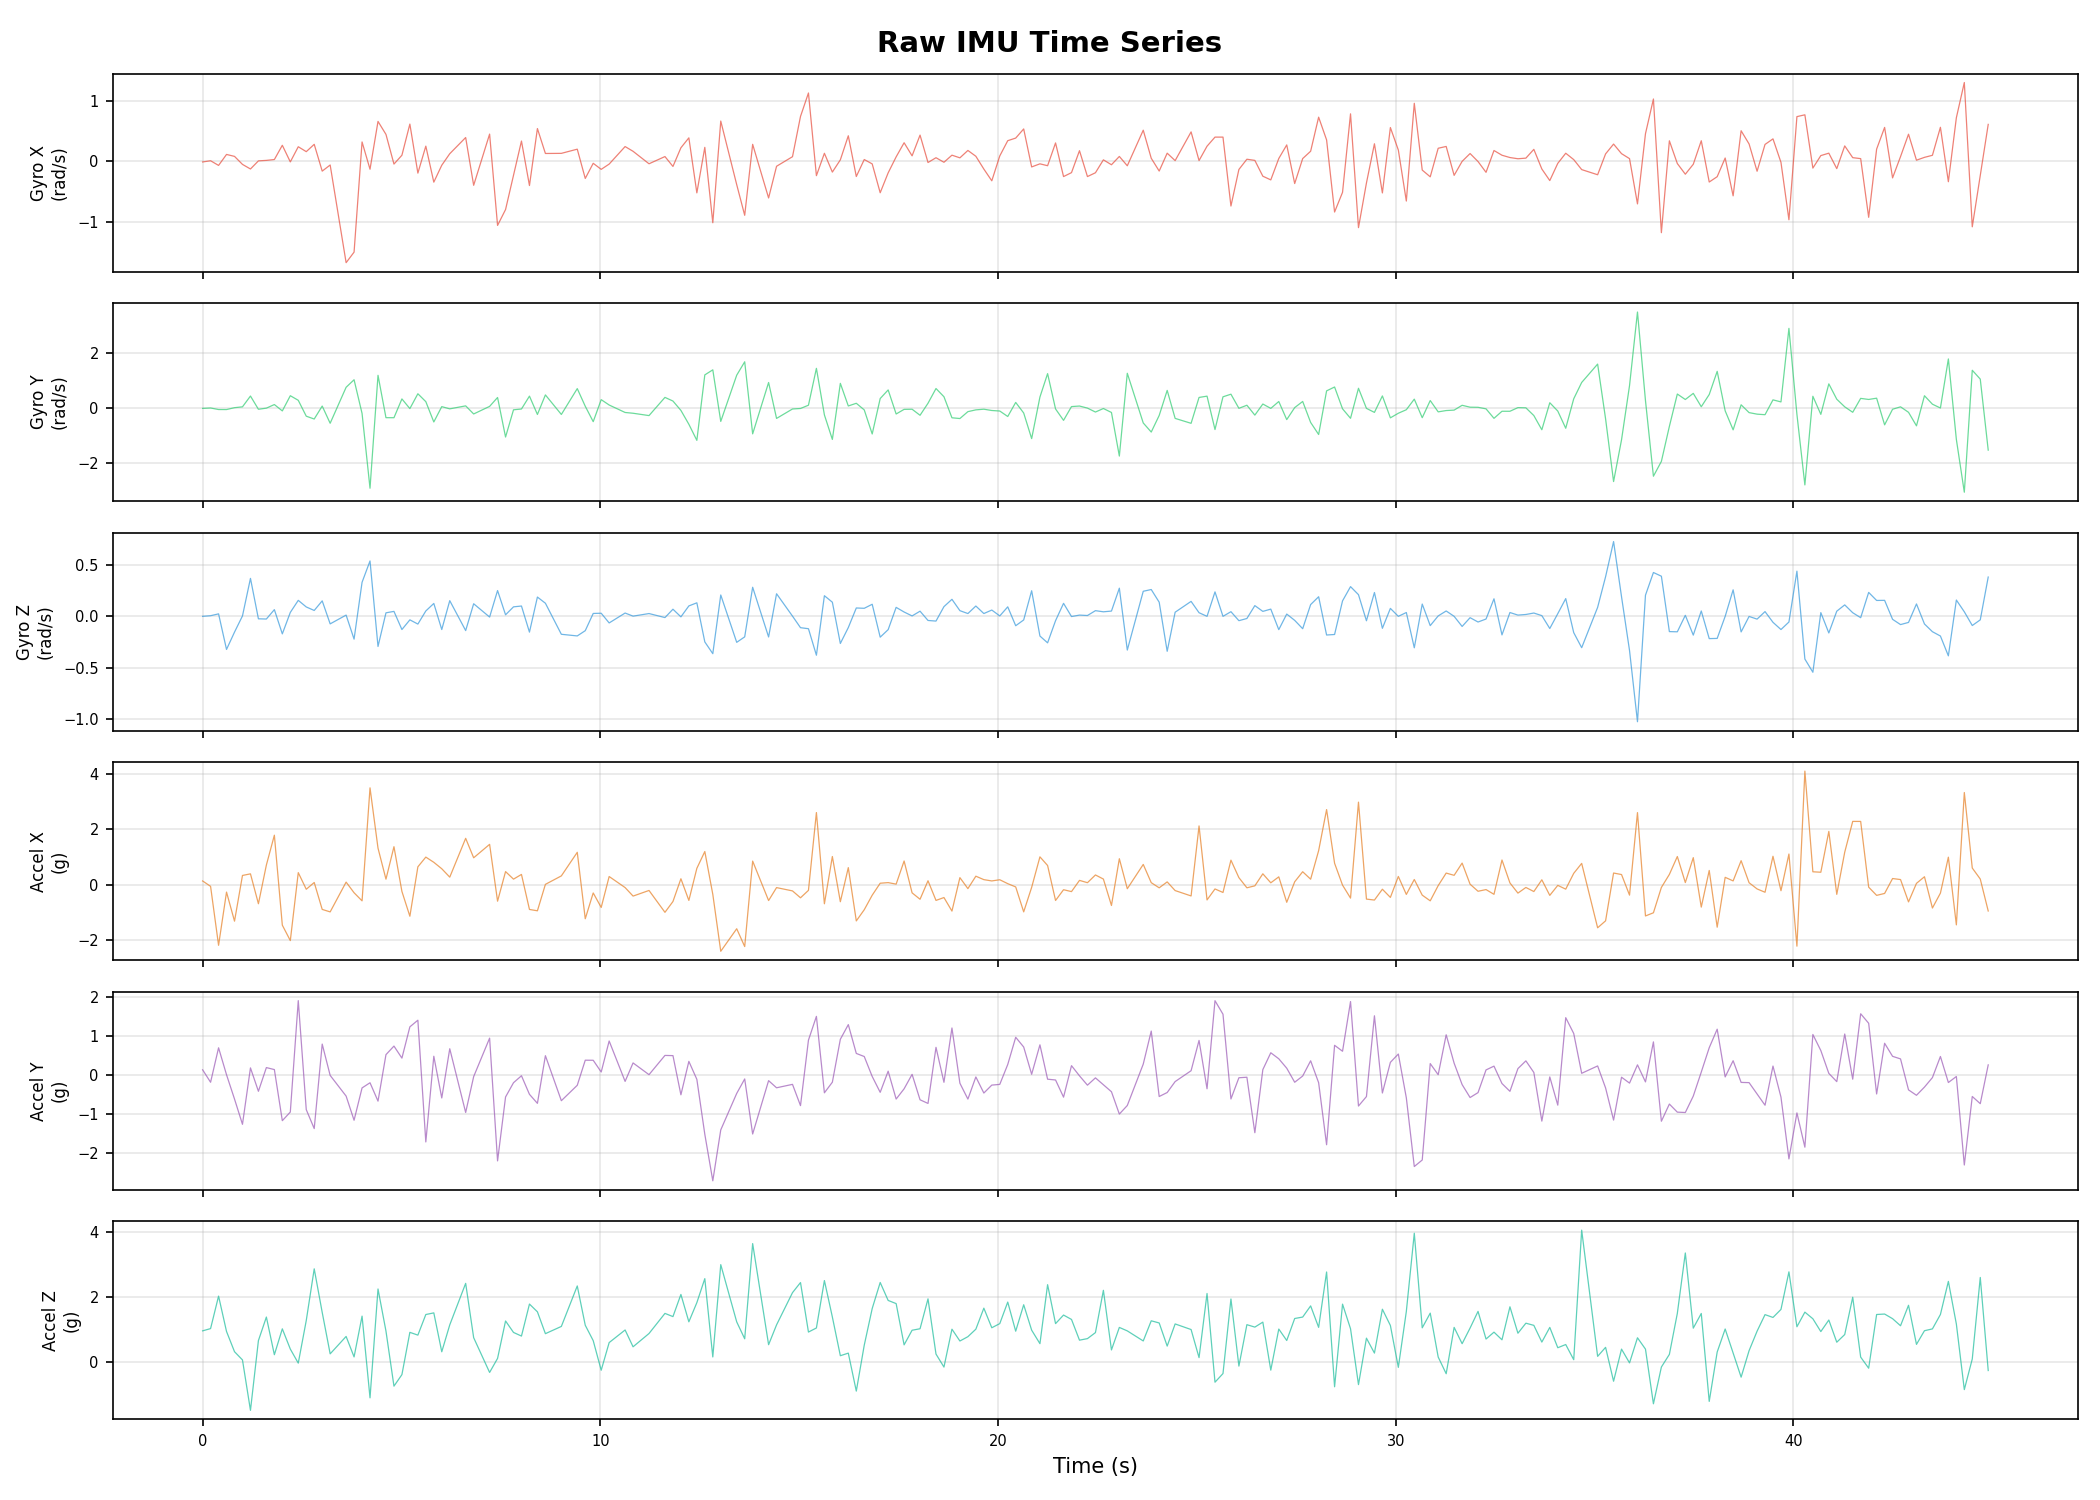 Raw IMU Time Series
Gyro X
(rad/s)
1
0
−1
Gyro Y
(rad/s)
2
0
−2
Gyro Z
(rad/s)
0.5
0.0
−0.5
−1.0
Accel X
(g)
4
2
0
−2
Accel Y
(g)
2
1
0
−1
−2
Accel Z
(g)
4
2
0
0 10 20 30 40
Time (s)